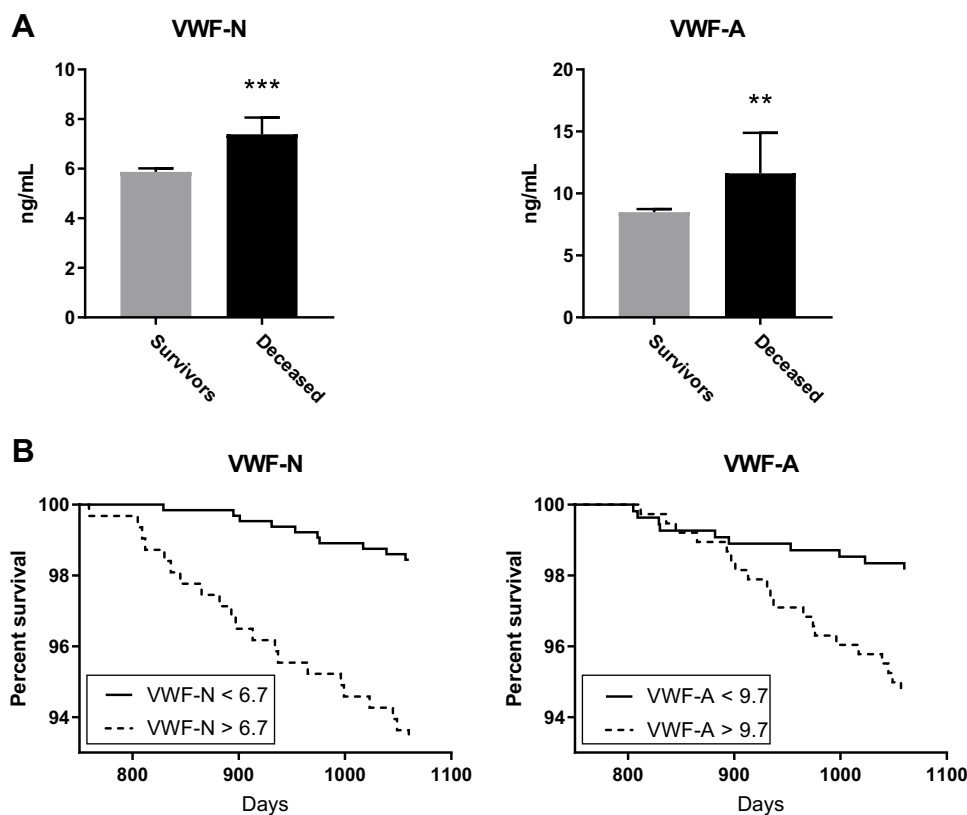 A
VWF-N
VWF-A
10
8
6
4
2
0
ng/mL
***
Survivors
Deceased
20
15
10
5
0
ng/mL
**
Survivors
Deceased
B
VWF-N
VWF-A
100
98
96
94
Percent survival
VWF-N < 6.7
VWF-N > 6.7
800
900
1000
1100
Days
100
98
96
94
Percent survival
VWF-A < 9.7
VWF-A > 9.7
800
900
1000
1100
Days